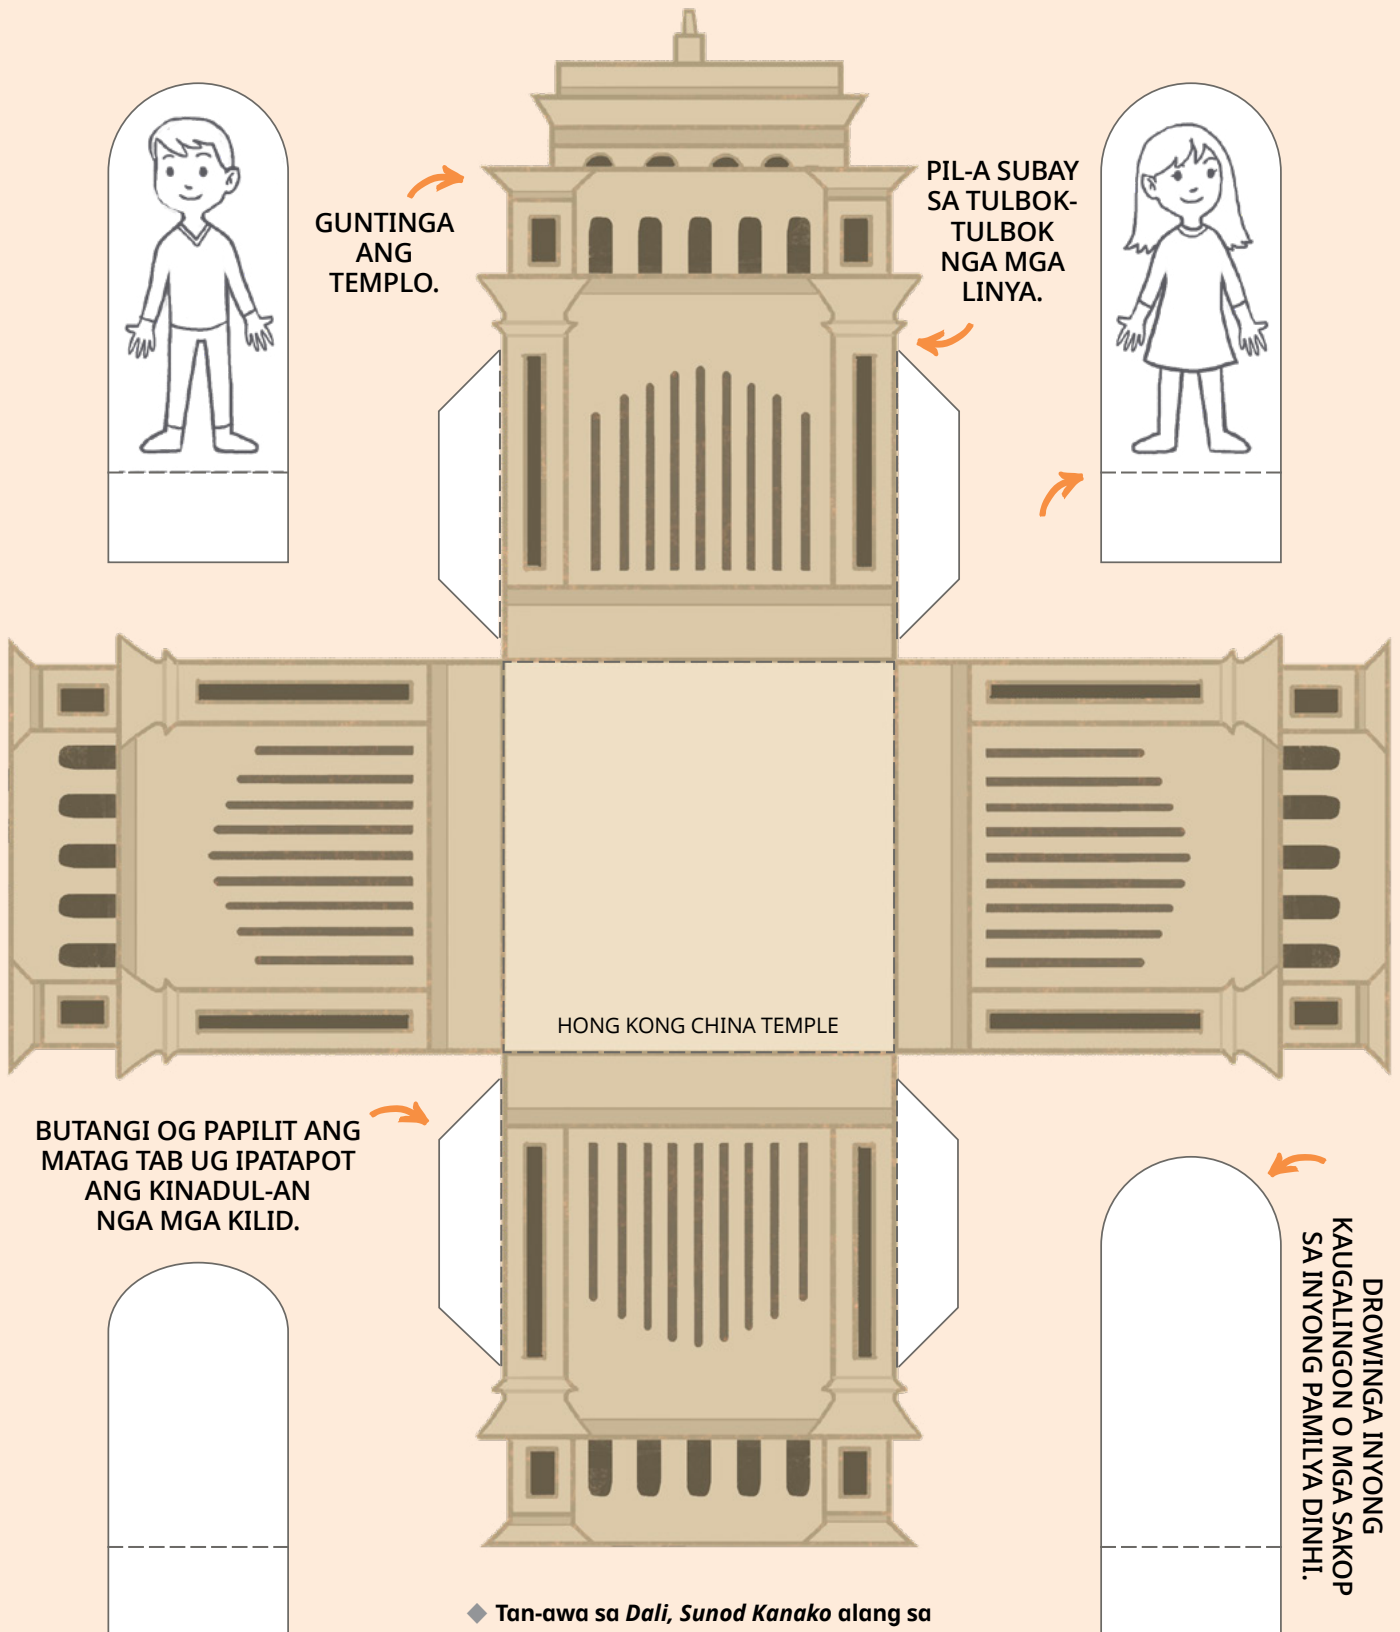 GUNTINGA
ANG
TEMPLO.
PIL-A SUBAY
SA TULBOK-
TULBOK
NGA MGA
LINYA.
HONG KONG CHINA TEMPLE
BUTANGI OG PAPILIT ANG
MATAG TAB UG IPATAPOT
ANG KINADUL-AN
NGA MGA KILID.
DROWINGA INYONG
KAUGALINGON O MGA SAKOP
SA INYONG PAMILYA DINHI.
◆ Tan-awa sa Dali, Sunod Kanako alang sa